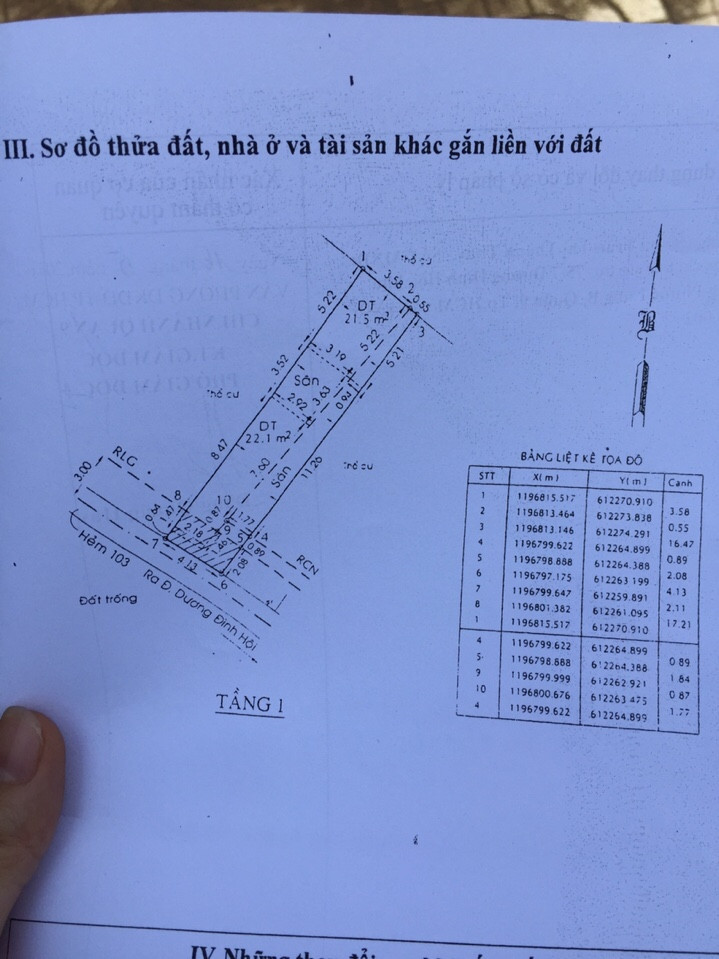 III. Sơ đồ thửa đất, nhà ở và tài sản khác gắn liền với đất
1
Thổ cư
3.58
2
0.55
3
DT
21.5 m²
5.22
5.22
5.21
3.19
3.52
Sân
0.94
2.92
3.63
Thổ cư
DT
22.1 m²
8.47
7.60
Sân
11.26
Thổ cư
RLG
3.00
8
10
0.87
1.77
4
9
5
0.89
2.18
7
4.13
6
2.08
RCN
Hẻm 103
Ra Đ. Dương Đình Hội
Đất trống
TẦNG 1
B
BẢNG LIỆT KÊ TỌA ĐỘ
STT X(m) Y(m) Cạnh
1 1196815.517 612270.910
3.58
2 1196813.464 612273.838
0.55
3 1196813.146 612274.291
16.47
4 1196799.622 612264.899
0.89
5 1196798.888 612264.388
2.08
6 1196797.175 612263.199
4.13
7 1196799.647 612259.891
2.11
8 1196801.382 612261.095
17.21
1 1196815.517 612270.910
4 1196799.622 612264.899
0.89
5 1196798.888 612264.388
1.84
9 1196799.999 612262.921
0.87
10 1196800.676 612263.475
1.77
4 1196799.622 612264.899
IV. Những thay đổi